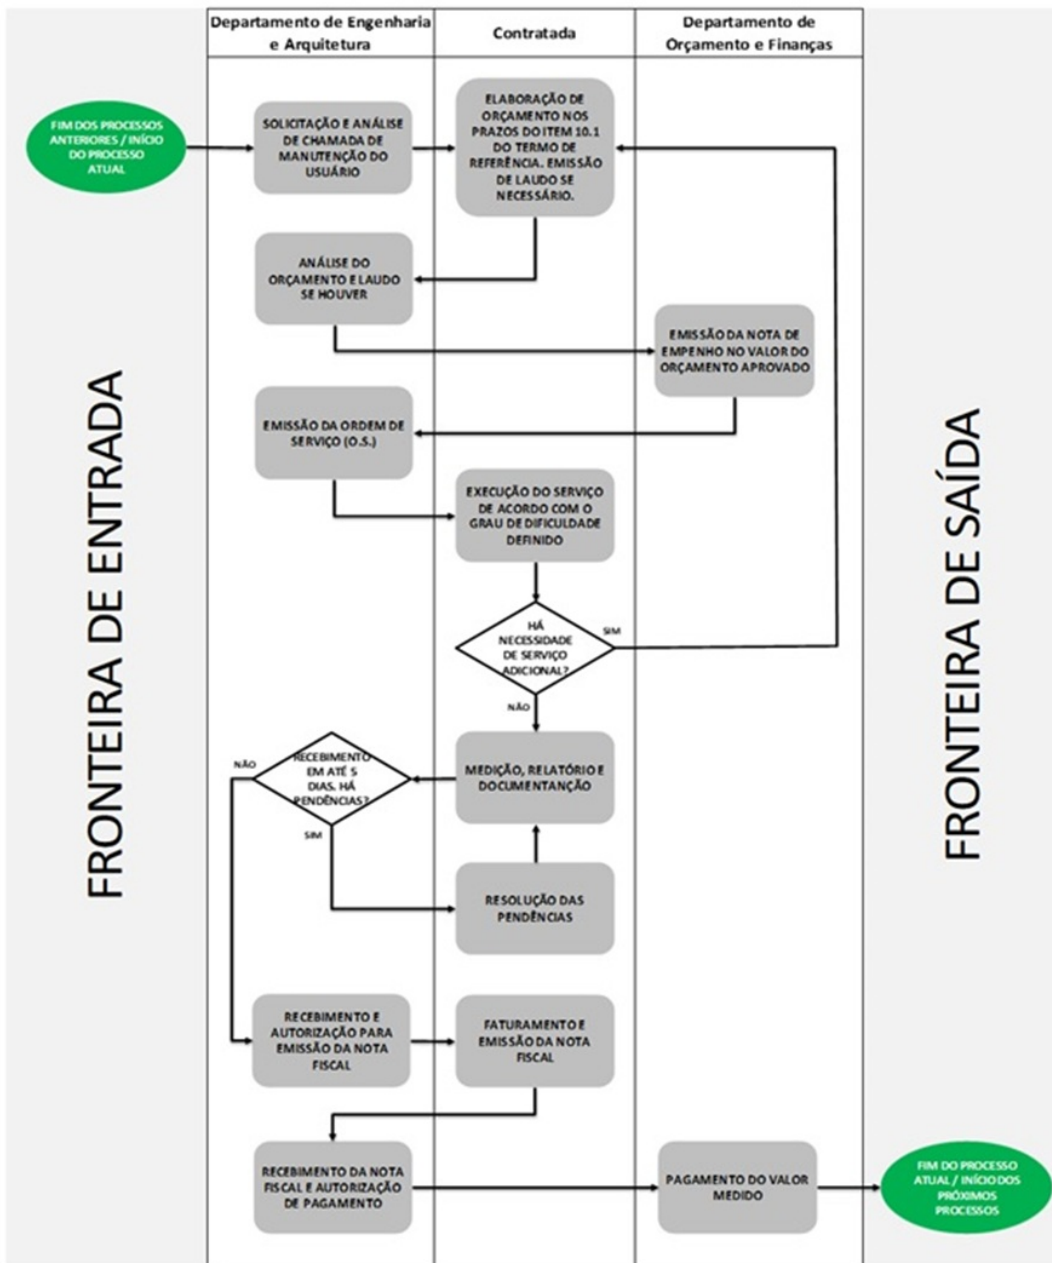 Departamento de Engenharia
e Arquitetura
Contratada
Departamento de
Orçamento e Finanças
FIM DOS PROCESSOS
ANTERIORES / INÍCIO
DO PROCESSO
ATUAL
SOLICITAÇÃO E ANÁLISE
DE CHAMADA DE
MANUTENÇÃO DO
USUÁRIO
ELABORAÇÃO DE
ORÇAMENTO NOS
PRAZOS DO ITEM 10.1
DO TERMO DE
REFERÊNCIA. EMISSÃO
DE LAUDO SE
NECESSÁRIO.
ANÁLISE DO
ORÇAMENTO E LAUDO
SE HOUVER
EMISSÃO DA NOTA DE
EMPENHO NO VALOR DO
ORÇAMENTO APROVADO
EMISSÃO DA ORDEM DE
SERVIÇO (O.S.)
EXECUÇÃO DO SERVIÇO
DE ACORDO COM O
GRAU DE DIFICULDADE
DEFINIDO
HÁ
NECESSIDADE
DE SERVIÇO
ADICIONAL?
SIM
NÃO
MEDIÇÃO, RELATÓRIO E
DOCUMENTANÇÃO
RECEBIMENTO
EM ATÉ 5
DIAS. HÁ
PENDÊNCIAS?
NÃO
SIM
RESOLUÇÃO DAS
PENDÊNCIAS
RECEBIMENTO E
AUTORIZAÇÃO PARA
EMISSÃO DA NOTA
FISCAL
FATURAMENTO E
EMISSÃO DA NOTA
FISCAL
RECEBIMENTO DA NOTA
FISCAL E AUTORIZAÇÃO
DE PAGAMENTO
PAGAMENTO DO VALOR
MEDIDO
FIM DO PROCESSO
ATUAL / INÍCIO DOS
PRÓXIMOS
PROCESSOS
FRONTEIRA DE ENTRADA
FRONTEIRA DE SAÍDA